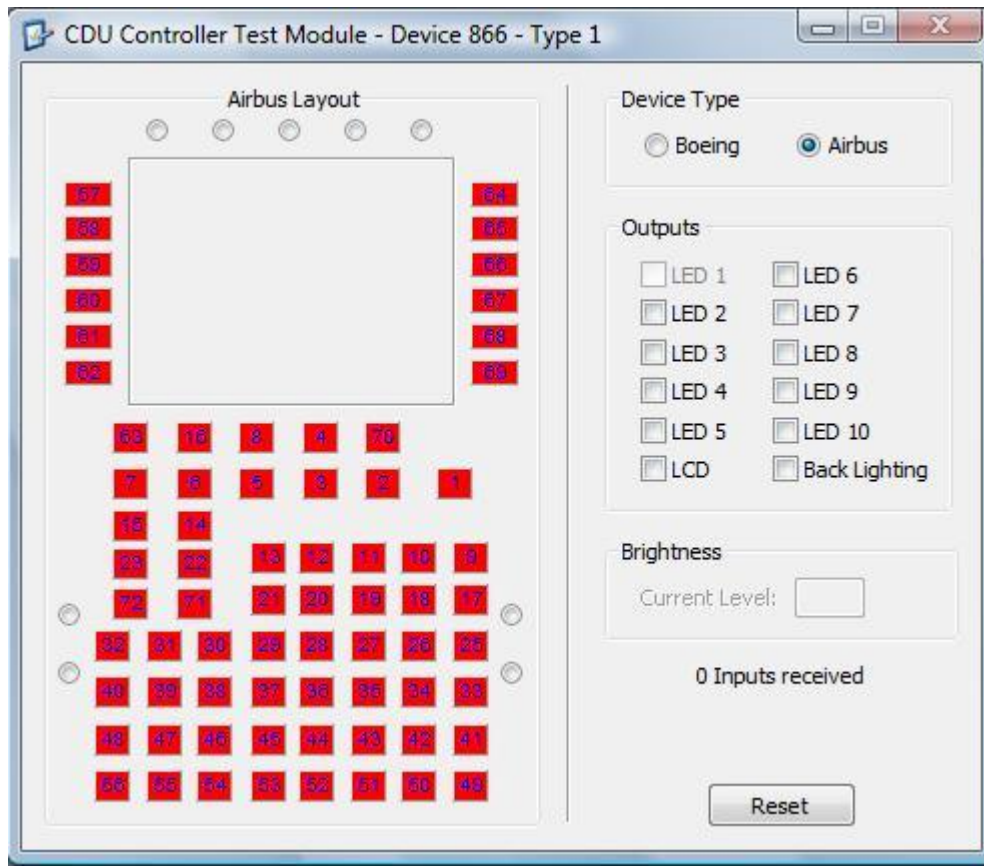 CDU Controller Test Module - Device 866 - Type 1
Airbus Layout
57 64
58 65
59 66
60 67
61 68
62 69
63 16 8 4 70
7 6 5 3 2 1
15 14
13 12 11 10 9
23 22
21 20 19 18 17
72 71
32 31 30 29 28 27 26 25
40 39 38 37 36 35 34 33
48 47 46 45 44 43 42 41
56 55 54 53 52 51 50 49
Device Type
Boeing Airbus
Outputs
LED 1 LED 6
LED 2 LED 7
LED 3 LED 8
LED 4 LED 9
LED 5 LED 10
LCD Back Lighting
Brightness
Current Level:
0 Inputs received
Reset